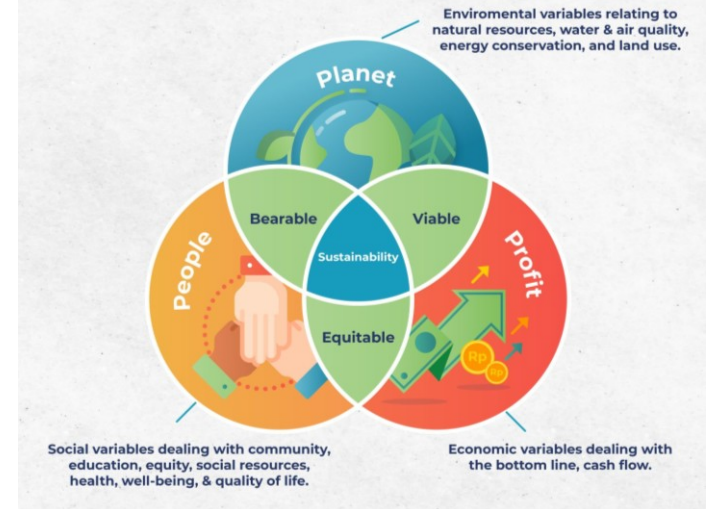 Enviromental variables relating to
natural resources, water & air quality,
energy conservation, and land use.
Planet
Bearable
Viable
Sustainability
People
Profit
Equitable
Rp
Rp
Social variables dealing with community,
education, equity, social resources,
health, well-being, & quality of life.
Economic variables dealing with
the bottom line, cash flow.